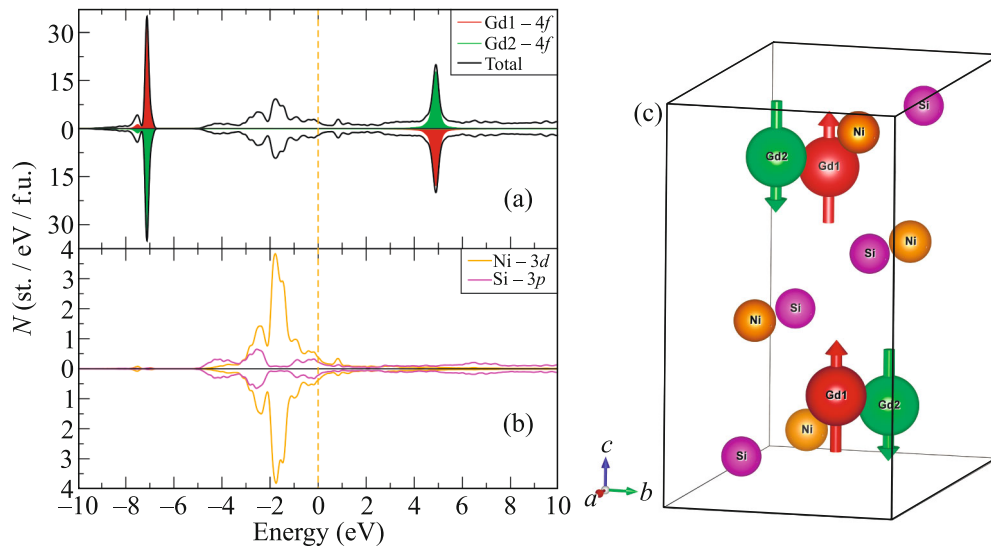 30
15
0
15
30
Gd1 – 4f
Gd2 – 4f
Total
(a)
N (st. / eV / f.u.)
4
3
2
1
0
1
2
3
4
Ni – 3d
Si – 3p
(b)
−10 −8 −6 −4 −2 0 2 4 6 8 10
Energy (eV)
(c)
Si
Ni
Gd2
Gd1
Ni
Si
Si
Ni
Gd1
Gd2
Ni
Si
c
a
b